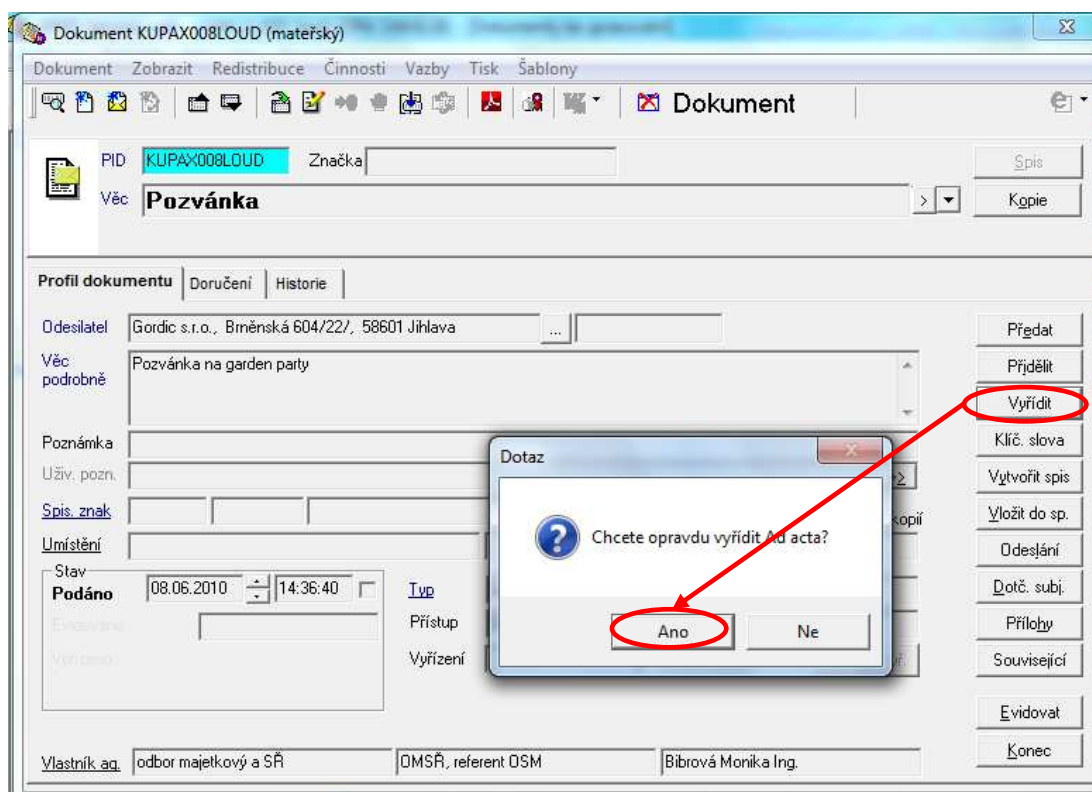 Dokument KUPAX008LOUD (mateřský)
Dokument Zobrazit Redistribuce Činnosti Vazby Tisk Šablony
Dokument
PID KUPAX008LOUD Značka Spis
Věc Pozvánka > Kopie
Profil dokumentu Doručení Historie
Odesilatel Gordic s.r.o., Brněnská 604/22/, 58601 Jihlava ... Předat
Věc podrobně Pozvánka na garden party Přidělit
Vyřídit
Poznámka Klíč. slova
Uživ. pozn. Vytvořit spis
Dotaz
Spis. znak kopií Vložit do sp.
Chcete opravdu vyřídit Ad acta?
Umístění Odeslání
Stav
Podáno 08.06.2010 14:36:40 Typ Dotč. subj.
Přístup Přílohy
Ano Ne
Vyřízení Související
Evidovat
Konec
Vlastník ag. odbor majetkový a SŘ OMSŘ, referent OSM Bibrová Monika Ing.